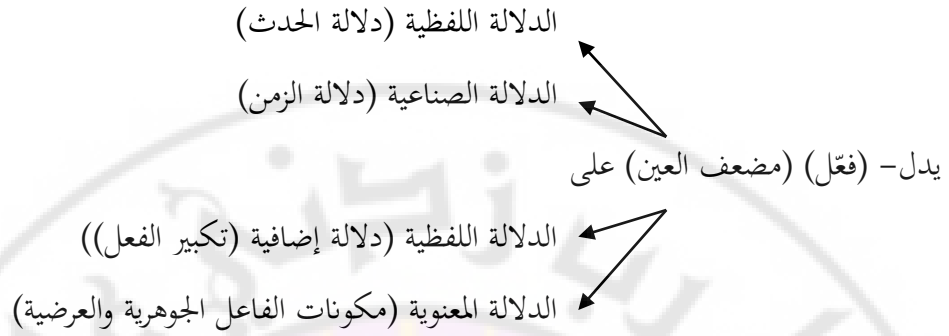 الدلالة اللفظية (دلالة الحدث)
الدلالة الصناعية (دلالة الزمن)
يدل- (فعّل) (مضعف العين) على
الدلالة اللفظية (دلالة إضافية (تكبير الفعل))
الدلالة المعنوية (مكونات الفاعل الجوهرية والعرضية)